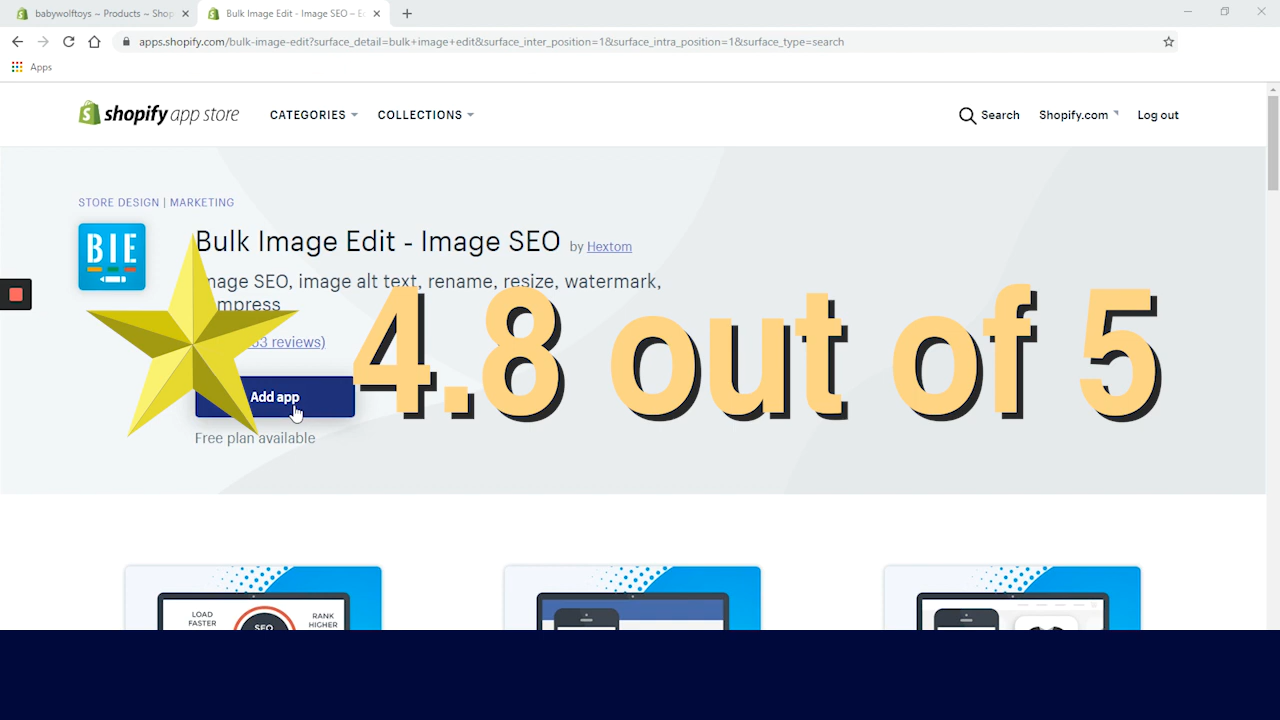 babywolftoys ~ Products ~ Shop
Bulk Image Edit - Image SEO – E
apps.shopify.com/bulk-image-edit?surface_detail=bulk+image+edit&surface_inter_position=1&surface_intra_position=1&surface_type=search
Apps
shopify app store
CATEGORIES
COLLECTIONS
Search
Shopify.com
Log out
STORE DESIGN | MARKETING
BIE
Bulk Image Edit - Image SEO by Hextom
mage SEO, image alt text, rename, resize, watermark,
mpress
reviews)
4.8 out of 5
Add app
Free plan available
LOAD
FASTER
SEO
RANK
HIGHER